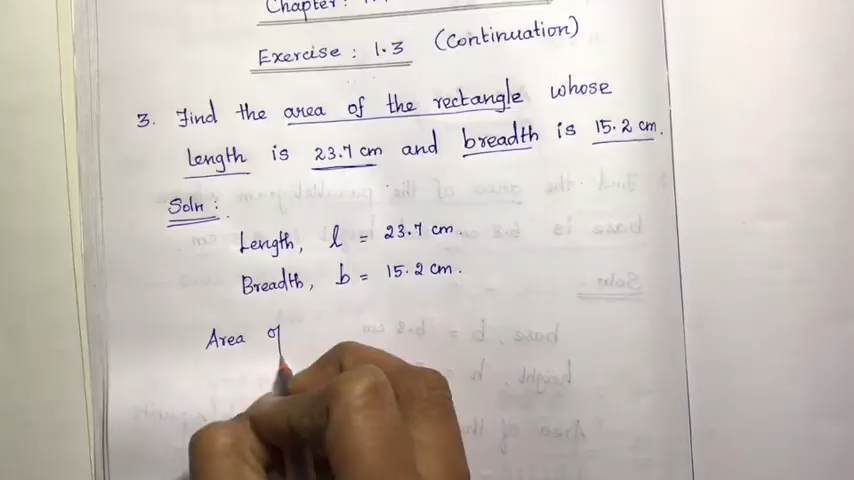 Chapter :
Exercise : 1.3 (Continuation)
3. Find the area of the rectangle whose
length is 23.7 cm and breadth is 15.2 cm.
Soln :
Length, l = 23.7 cm.
Breadth, b = 15.2 cm.
Area of